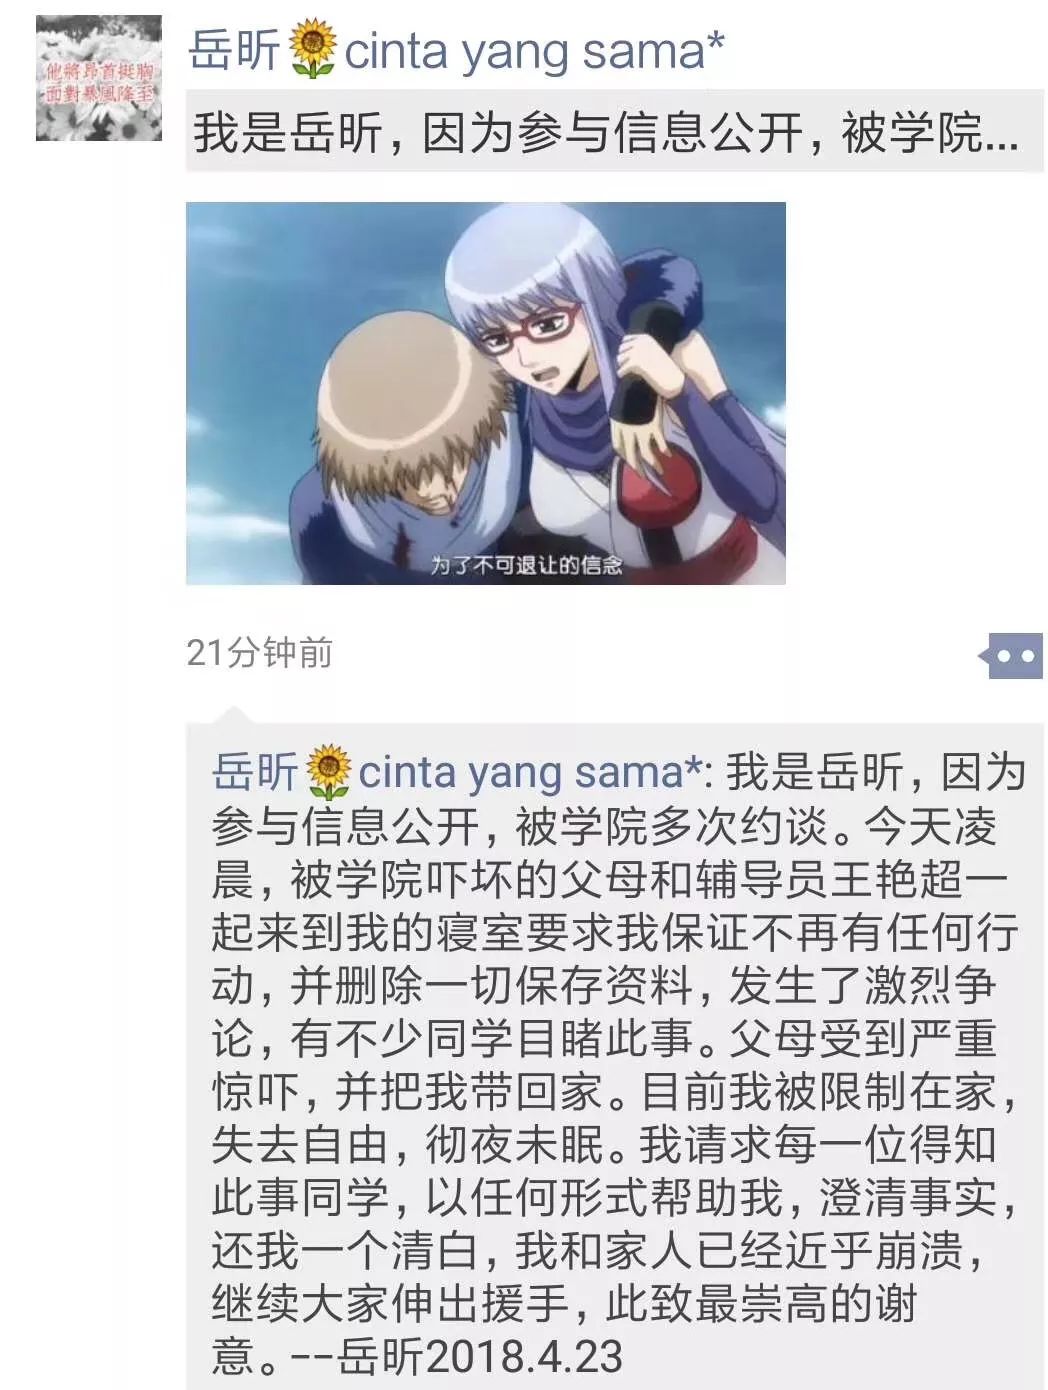 他將昂首挺胸
面對暴風降至
岳昕🌻cinta yang sama*
我是岳昕，因为参与信息公开，被学院...
为了不可退让的信念
21分钟前
岳昕🌻cinta yang sama*: 我是岳昕，因为
参与信息公开，被学院多次约谈。今天凌
晨，被学院吓坏的父母和辅导员王艳超一
起来到我的寝室要求我保证不再有任何行
动，并删除一切保存资料，发生了激烈争
论，有不少同学目睹此事。父母受到严重
惊吓，并把我带回家。目前我被限制在家，
失去自由，彻夜未眠。我请求每一位得知
此事同学，以任何形式帮助我，澄清事实，
还我一个清白，我和家人已经近乎崩溃，
继续大家伸出援手，此致最崇高的谢
意。--岳昕2018.4.23